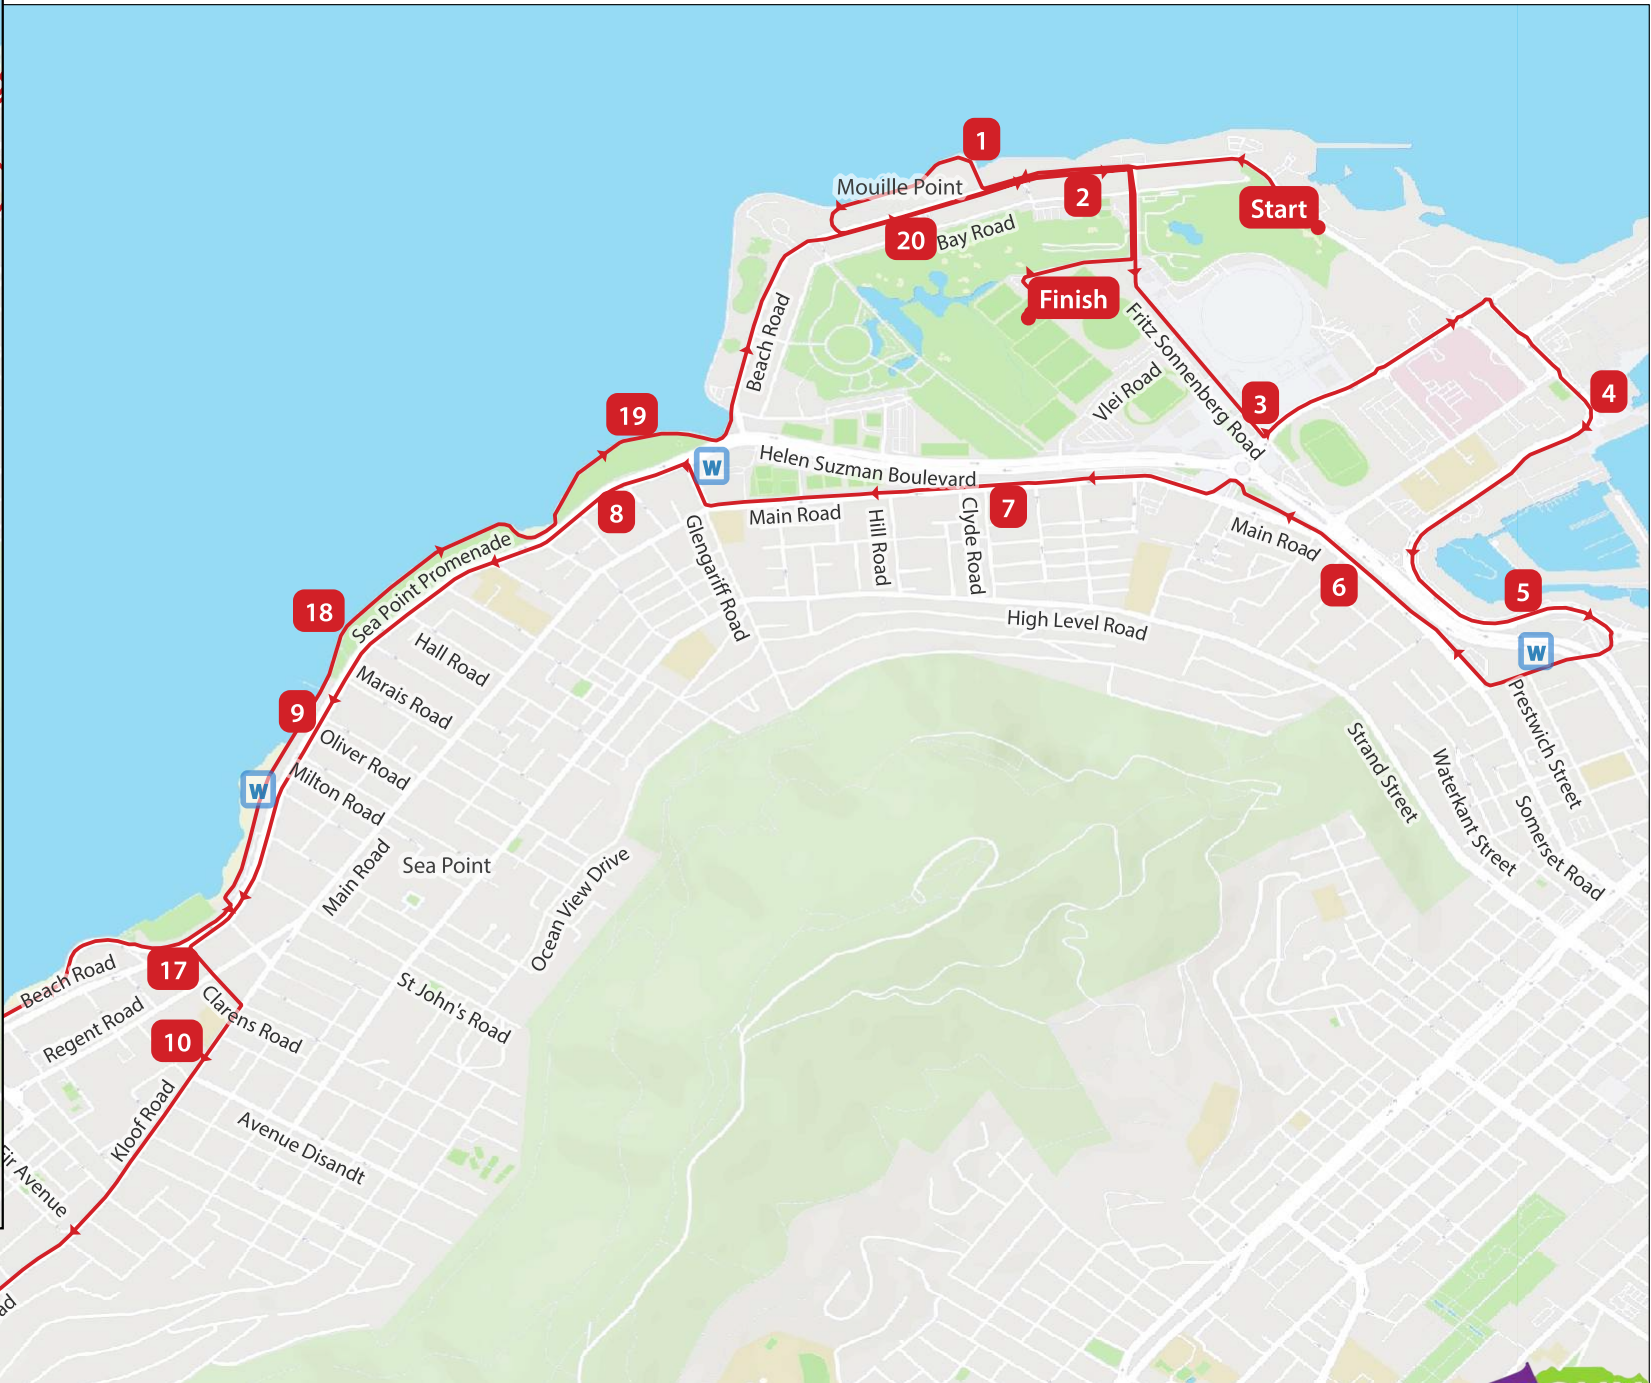 1
Mouille Point
2
Start
20
Bay Road
Finish
Beach Road
Fritz Sonnenberg Road
Vlei Road
3
4
19
W
Helen Suzman Boulevard
8
Main Road
7
Hill Road
Clyde Road
Glengariff Road
Main Road
6
5
W
High Level Road
Sea Point Promenade
18
Hall Road
Marais Road
9
Oliver Road
W
Milton Road
Main Road
Sea Point
Ocean View Drive
Prestwich Street
Strand Street
Waterkant Street
Somerset Road
17
Beach Road
Regent Road
Clarens Road
St John's Road
10
Kloof Road
Avenue Disandt
Fir Avenue
ad